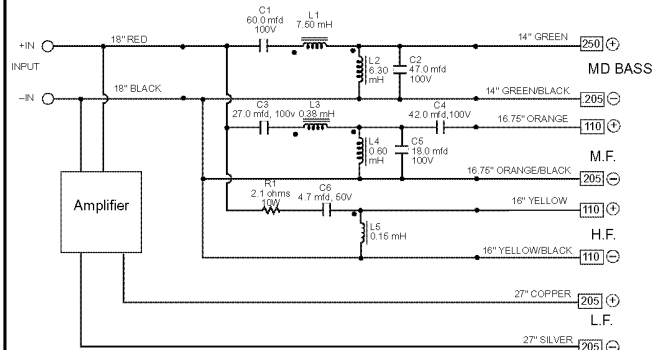 C1
60.0 mfd
100V
L1
7.50 mH
+IN
18" RED
14" GREEN
250 +
INPUT
L2
6.30
mH
C2
47.0 mfd
100V
MD BASS
–IN
18" BLACK
14" GREEN/BLACK
.205 −
C3
27.0 mfd, 100v
L3
0.38 mH
C4
42.0 mfd,100V
16.75" ORANGE
110 +
L4
0.60
mH
C5
18.0 mfd
100V
M.F.
16.75" ORANGE/BLACK
205 −
R1
2.1 ohms
10W
C6
4.7 mfd, 50V
16" YELLOW
110 +
Amplifier
L5
0.15 mH
H.F.
16" YELLOW/BLACK
110 −
27" COPPER
205 +
L.F.
27" SILVER
205 −